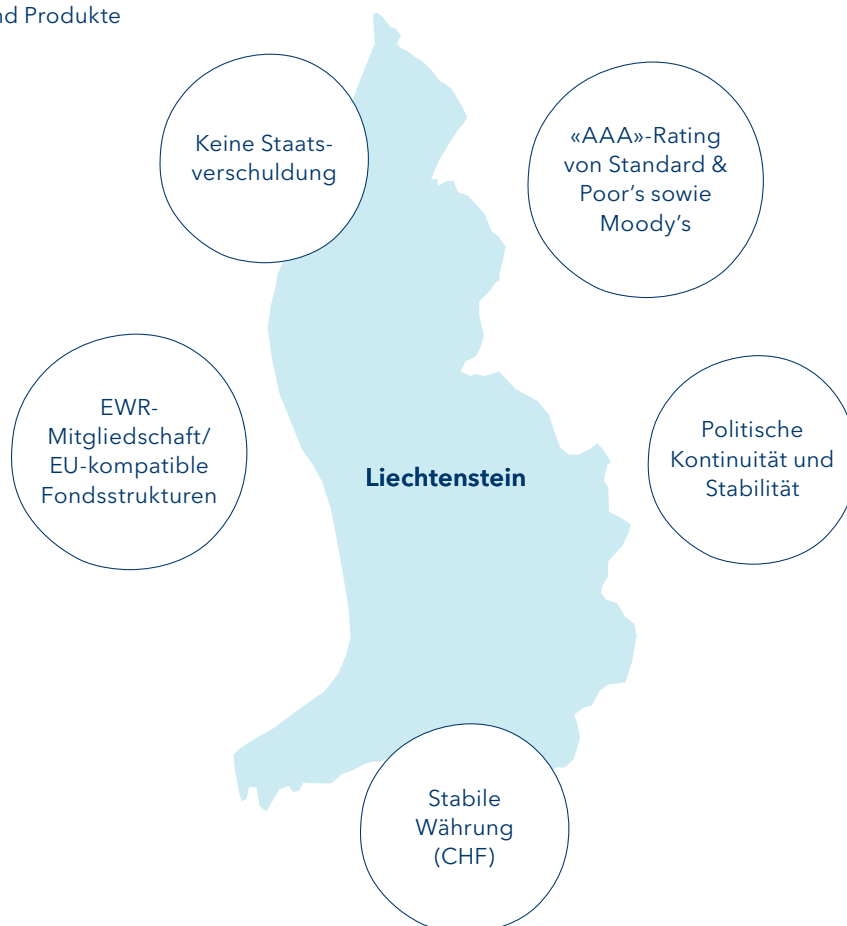 nd Produkte
Keine Staats-
verschuldung
«AAA»-Rating
von Standard &
Poor's sowie
Moody's
EWR-
Mitgliedschaft/
EU-kompatible
Fondsstrukturen
Liechtenstein
Politische
Kontinuität und
Stabilität
Stabile
Währung
(CHF)